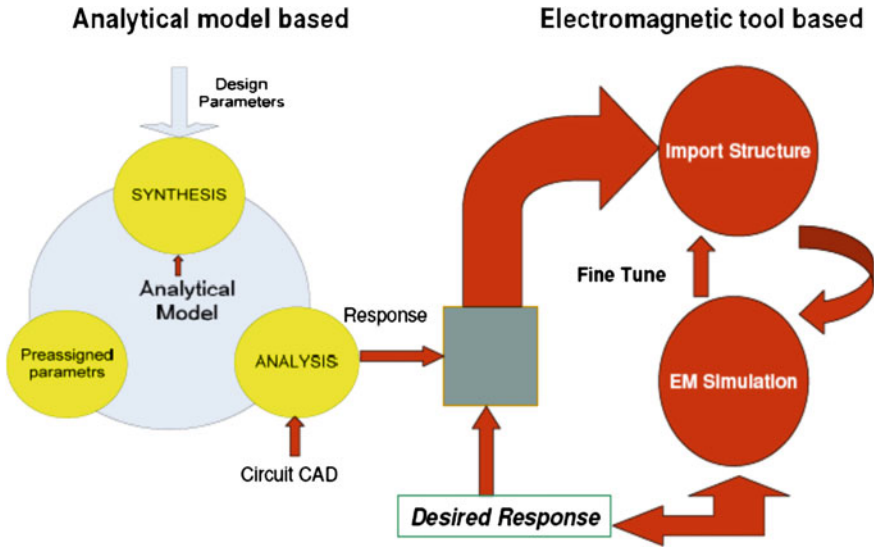 Analytical model based
Electromagnetic tool based
Design
Parameters
SYNTHESIS
Import Structure
Analytical
Model
Fine Tune
Response
Preassigned
parametrs
ANALYSIS
EM Simulation
Circuit CAD
Desired Response